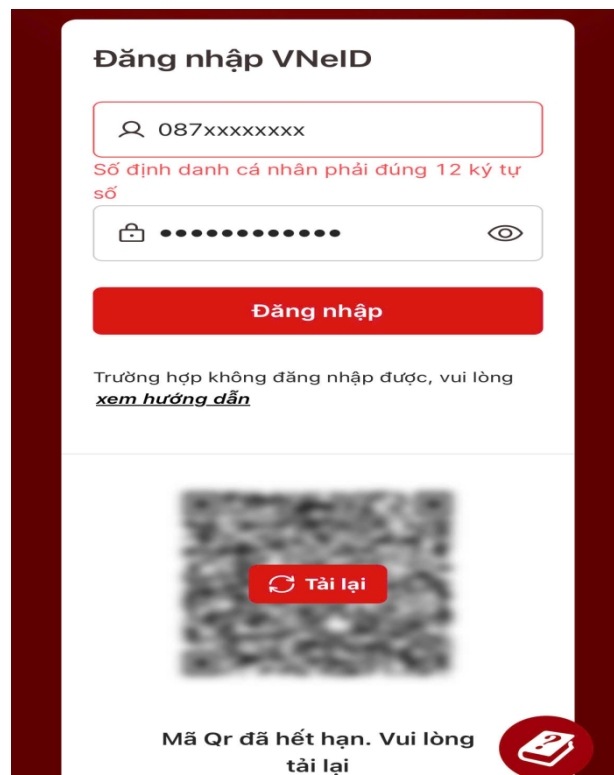 Đăng nhập VNeID
087xxxxxxxx
Số định danh cá nhân phải đúng 12 ký tự
số
Đăng nhập
Trường hợp không đăng nhập được, vui lòng
xem hướng dẫn
Tải lại
Mã Qr đã hết hạn. Vui lòng
tải lại
?